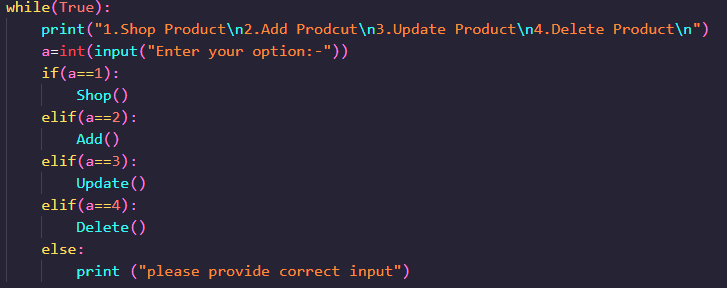 while(True):
    print("1.Shop Product\n2.Add Prodcut\n3.Update Product\n4.Delete Product\n")
    a=int(input("Enter your option:-"))
    if(a==1):
        Shop()
    elif(a==2):
        Add()
    elif(a==3):
        Update()
    elif(a==4):
        Delete()
    else:
        print ("please provide correct input")